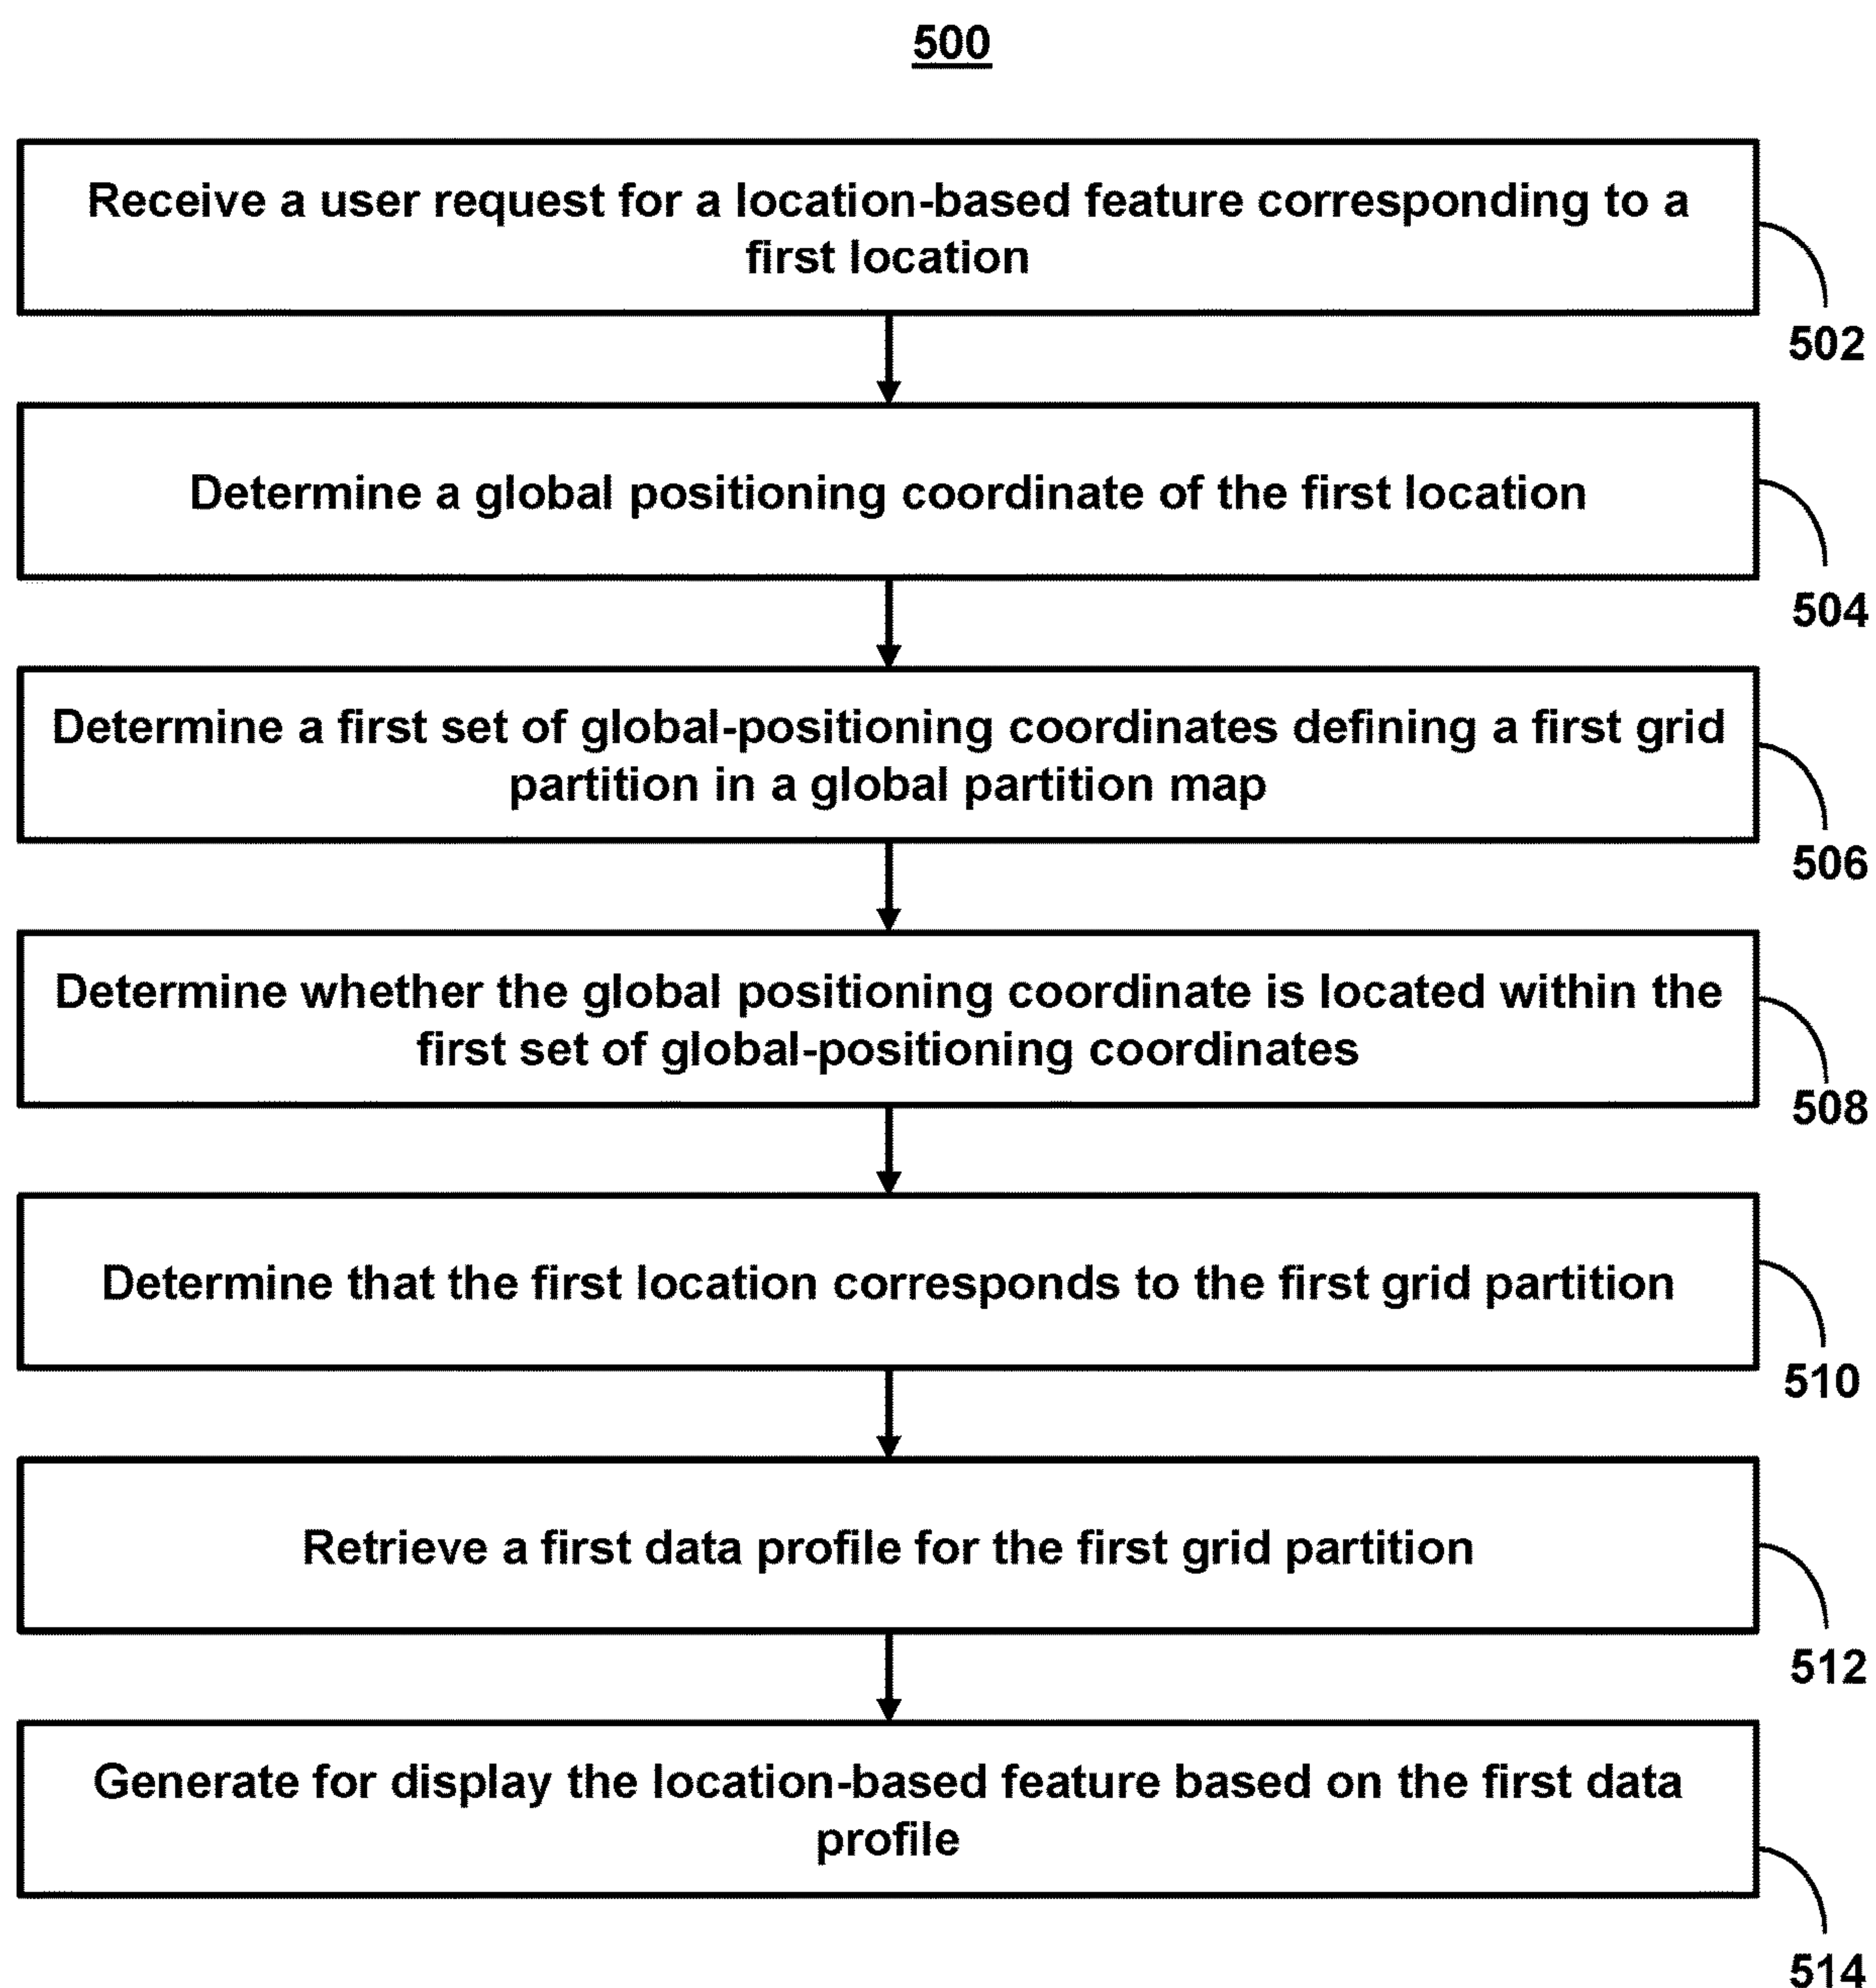 500
Receive a user request for a location-based feature corresponding to a
first location
502
Determine a global positioning coordinate of the first location
504
Determine a first set of global-positioning coordinates defining a first grid
partition in a global partition map
506
Determine whether the global positioning coordinate is located within the
first set of global-positioning coordinates
508
Determine that the first location corresponds to the first grid partition
510
Retrieve a first data profile for the first grid partition
512
Generate for display the location-based feature based on the first data
profile
514